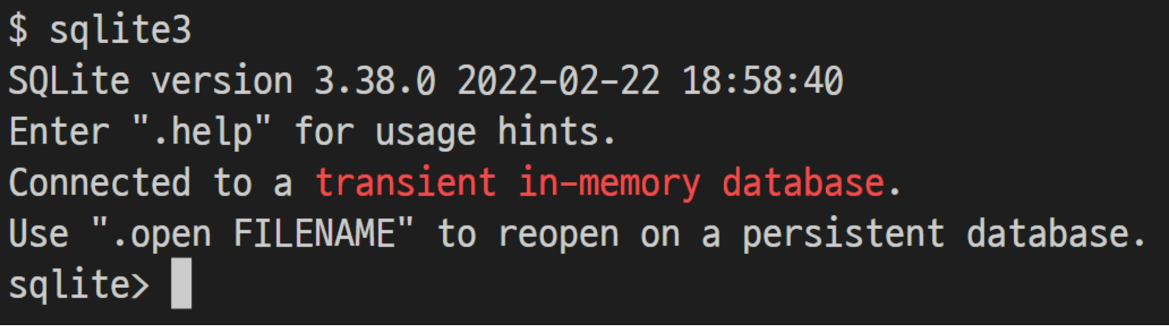 $ sqlite3
SQLite version 3.38.0 2022-02-22 18:58:40
Enter ".help" for usage hints.
Connected to a transient in-memory database.
Use ".open FILENAME" to reopen on a persistent database.
sqlite>